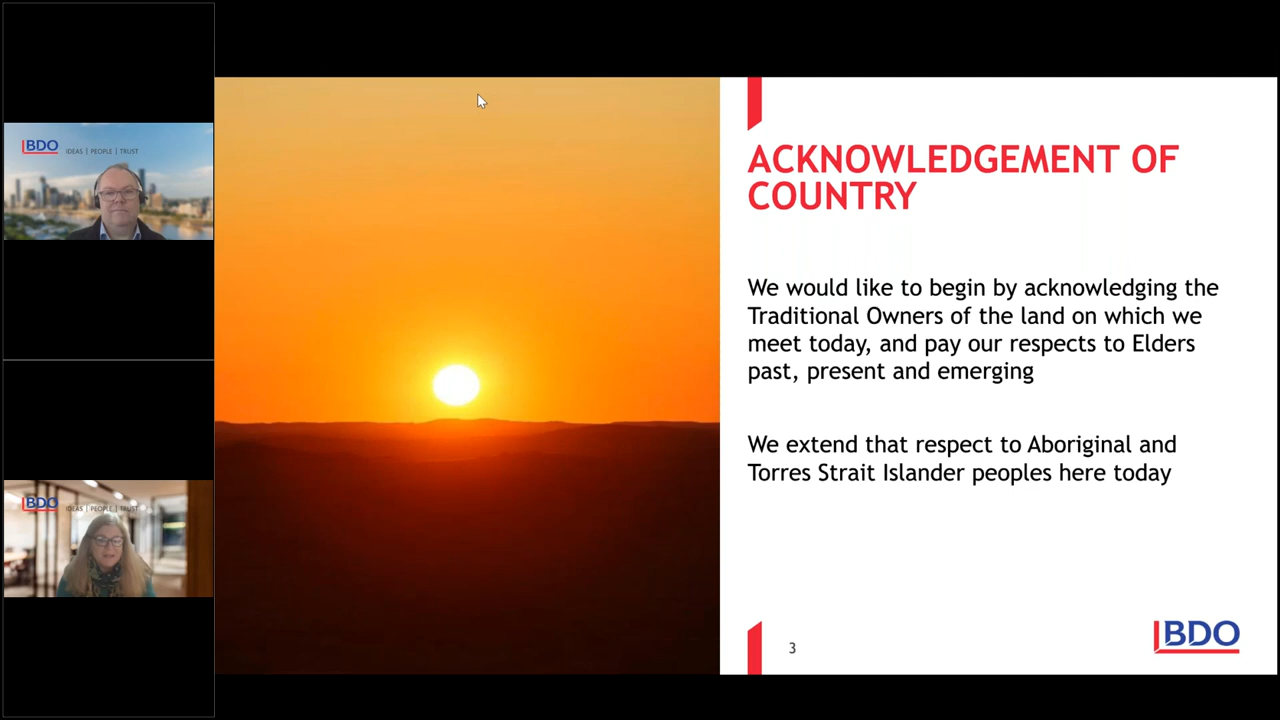 BDO
IDEAS | PEOPLE | TRUST
BDO
IDEAS | PEOPLE | TRUST
ACKNOWLEDGEMENT OF
COUNTRY
We would like to begin by acknowledging the
Traditional Owners of the land on which we
meet today, and pay our respects to Elders
past, present and emerging
We extend that respect to Aboriginal and
Torres Strait Islander peoples here today
3
BDO